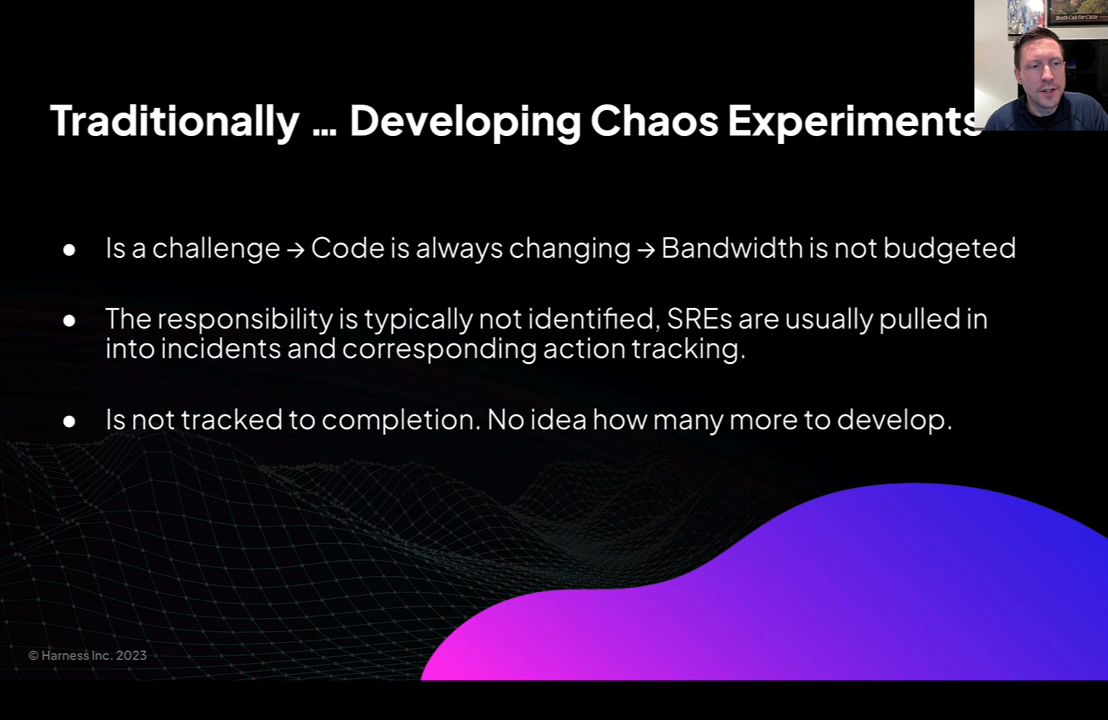 Traditionally ... Developing Chaos Experiments
● Is a challenge → Code is always changing → Bandwidth is not budgeted
● The responsibility is typically not identified, SREs are usually pulled in
into incidents and corresponding action tracking.
● Is not tracked to completion. No idea how many more to develop.
© Harness Inc. 2023